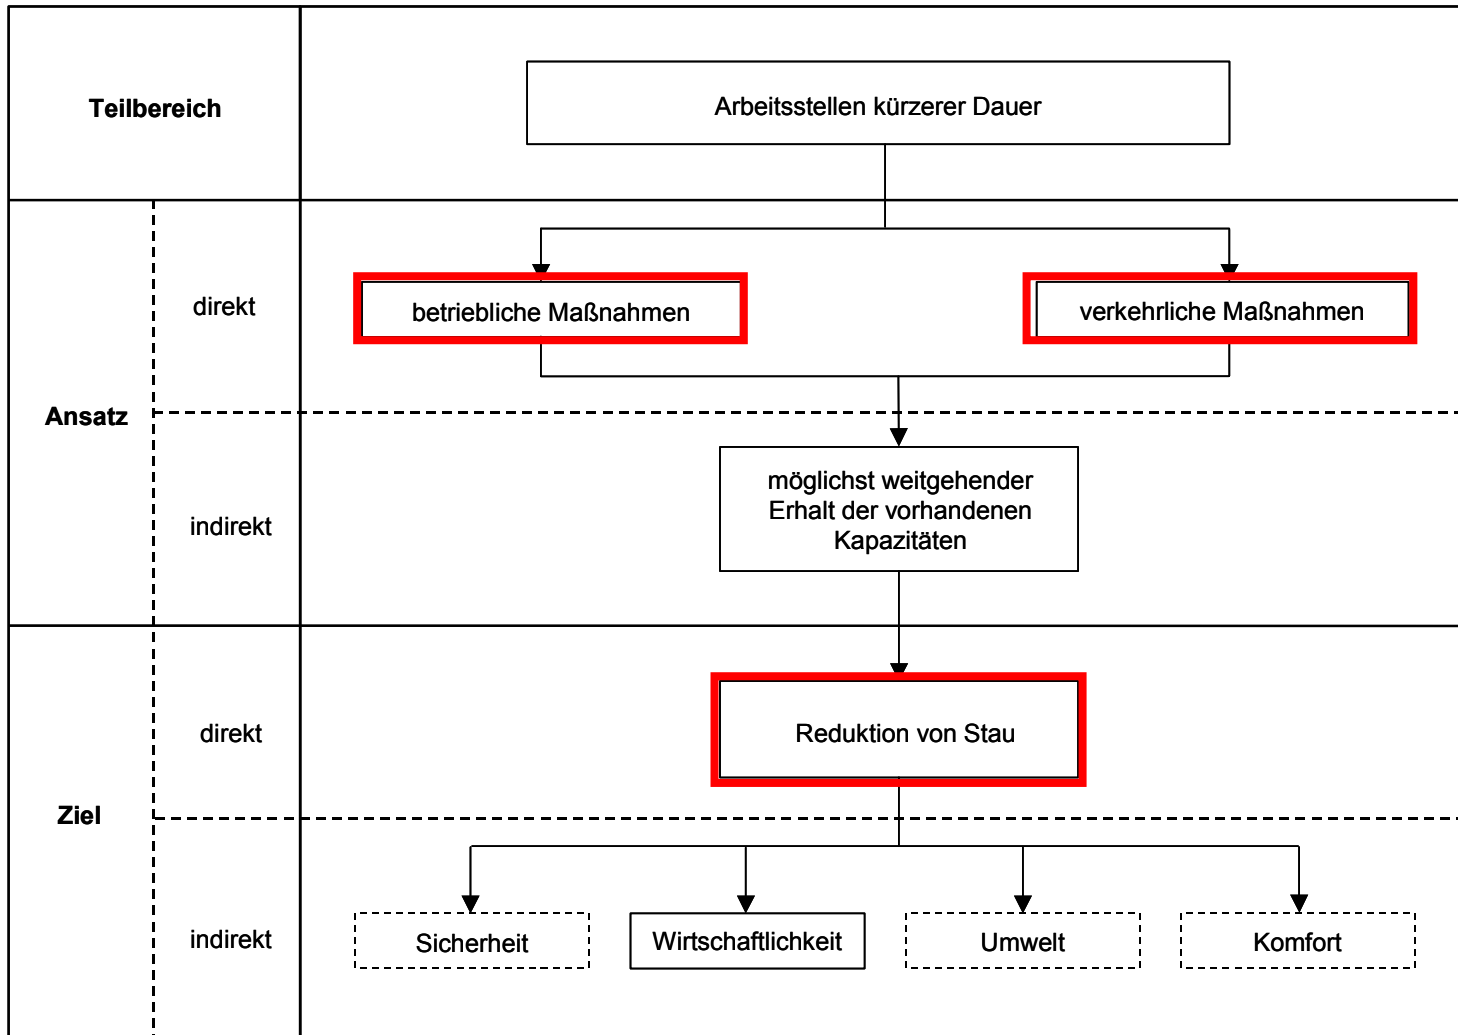 Teilbereich
Arbeitsstellen kürzerer Dauer
Ansatz
direkt
betriebliche Maßnahmen
verkehrliche Maßnahmen
indirekt
möglichst weitgehender
Erhalt der vorhandenen
Kapazitäten
Ziel
direkt
Reduktion von Stau
indirekt
Sicherheit
Wirtschaftlichkeit
Umwelt
Komfort